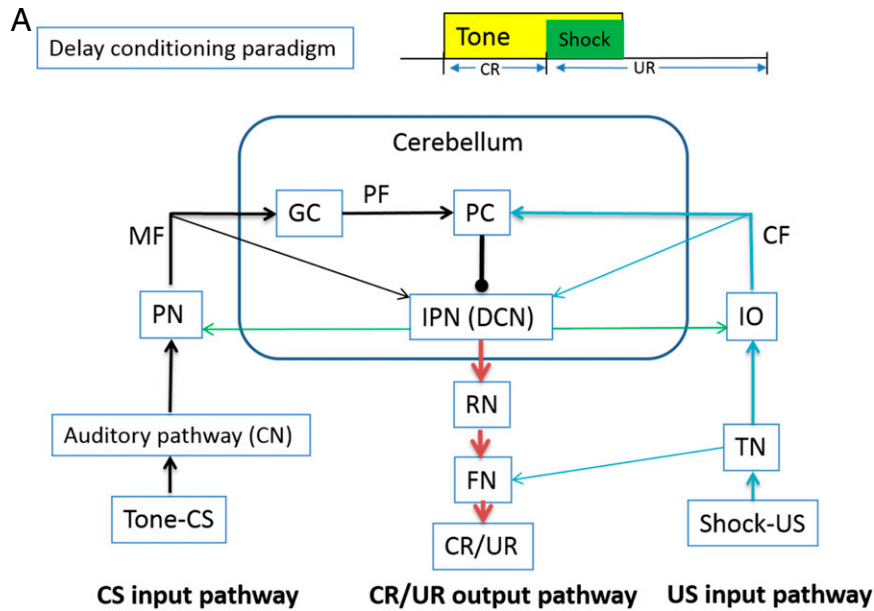 A
Delay conditioning paradigm
Tone
Shock
CR
UR
Cerebellum
GC
PF
PC
MF
CF
PN
IPN (DCN)
IO
RN
Auditory pathway (CN)
TN
FN
Tone-CS
Shock-US
CR/UR
CS input pathway
CR/UR output pathway
US input pathway